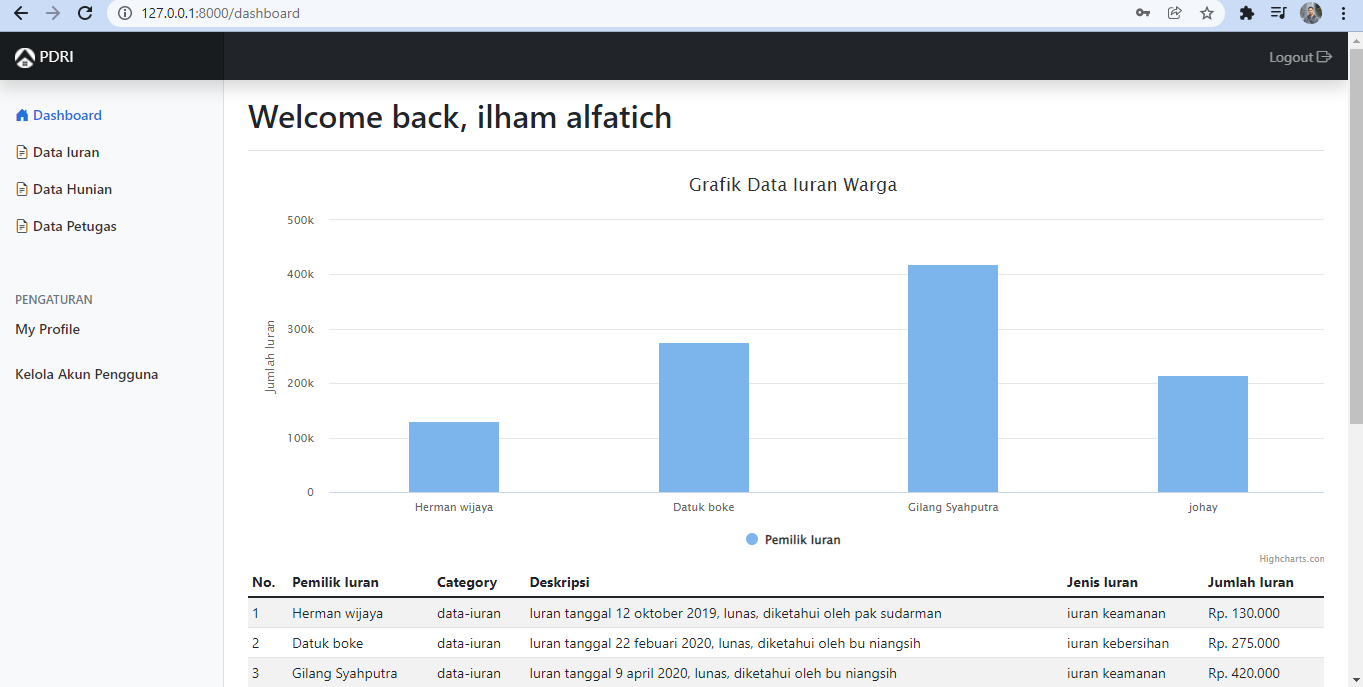 127.0.0.1:8000/dashboard
PDRI
Logout
Dashboard
Data Iuran
Data Hunian
Data Petugas
PENGATURAN
My Profile
Kelola Akun Pengguna
Welcome back, ilham alfatich
Grafik Data Iuran Warga
Jumlah Iuran
500k
400k
300k
200k
100k
0
Herman wijaya Datuk boke Gilang Syahputra johay
Pemilik Iuran
Highcharts.com
No. Pemilik Iuran Category Deskripsi Jenis Iuran Jumlah Iuran
1 Herman wijaya data-iuran Iuran tanggal 12 oktober 2019, lunas, diketahui oleh pak sudarman iuran keamanan Rp. 130.000
2 Datuk boke data-iuran Iuran tanggal 22 febuari 2020, lunas, diketahui oleh bu niangsih iuran kebersihan Rp. 275.000
3 Gilang Syahputra data-iuran Iuran tanggal 9 april 2020, lunas, diketahui oleh bu niangsih iuran keamanan Rp. 420.000